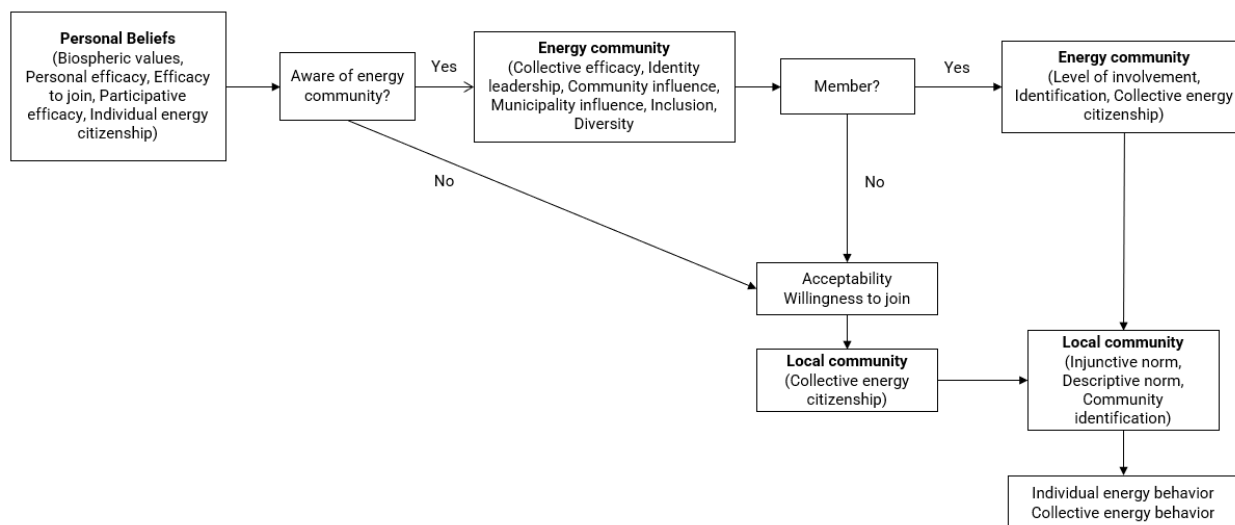 Personal Beliefs
(Biospheric values,
Personal efficacy, Efficacy
to join, Participative
efficacy, Individual energy
citizenship)
Aware of energy
community?
Yes
No
Energy community
(Collective efficacy, Identity
leadership, Community influence,
Municipality influence, Inclusion,
Diversity
Member?
Yes
No
Energy community
(Level of involvement,
Identification, Collective energy
citizenship)
Acceptability
Willingness to join
Local community
(Collective energy
citizenship)
Local community
(Injunctive norm,
Descriptive norm,
Community
identification)
Individual energy behavior
Collective energy behavior